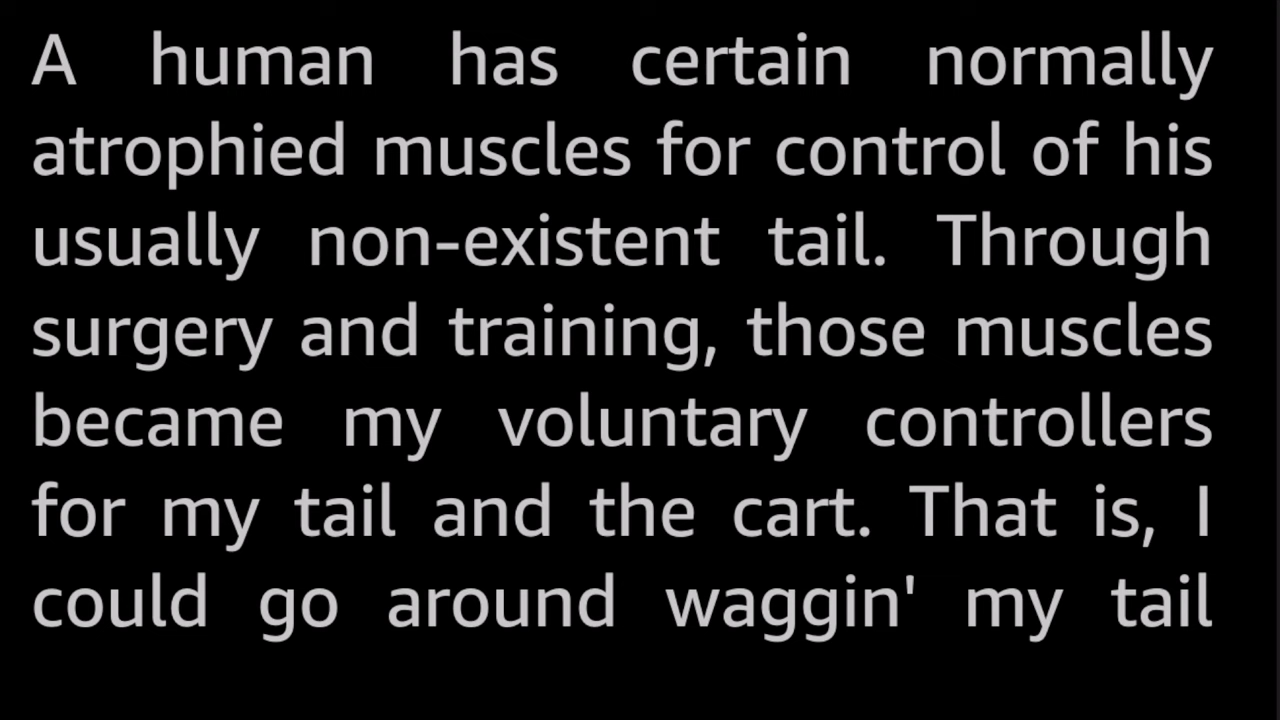 A human has certain normally
atrophied muscles for control of his
usually non-existent tail. Through
surgery and training, those muscles
became my voluntary controllers
for my tail and the cart. That is, I
could go around waggin' my tail